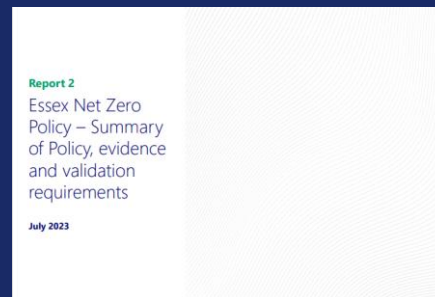 Report 2
Essex Net Zero
Policy – Summary
of Policy, evidence
and validation
requirements
July 2023